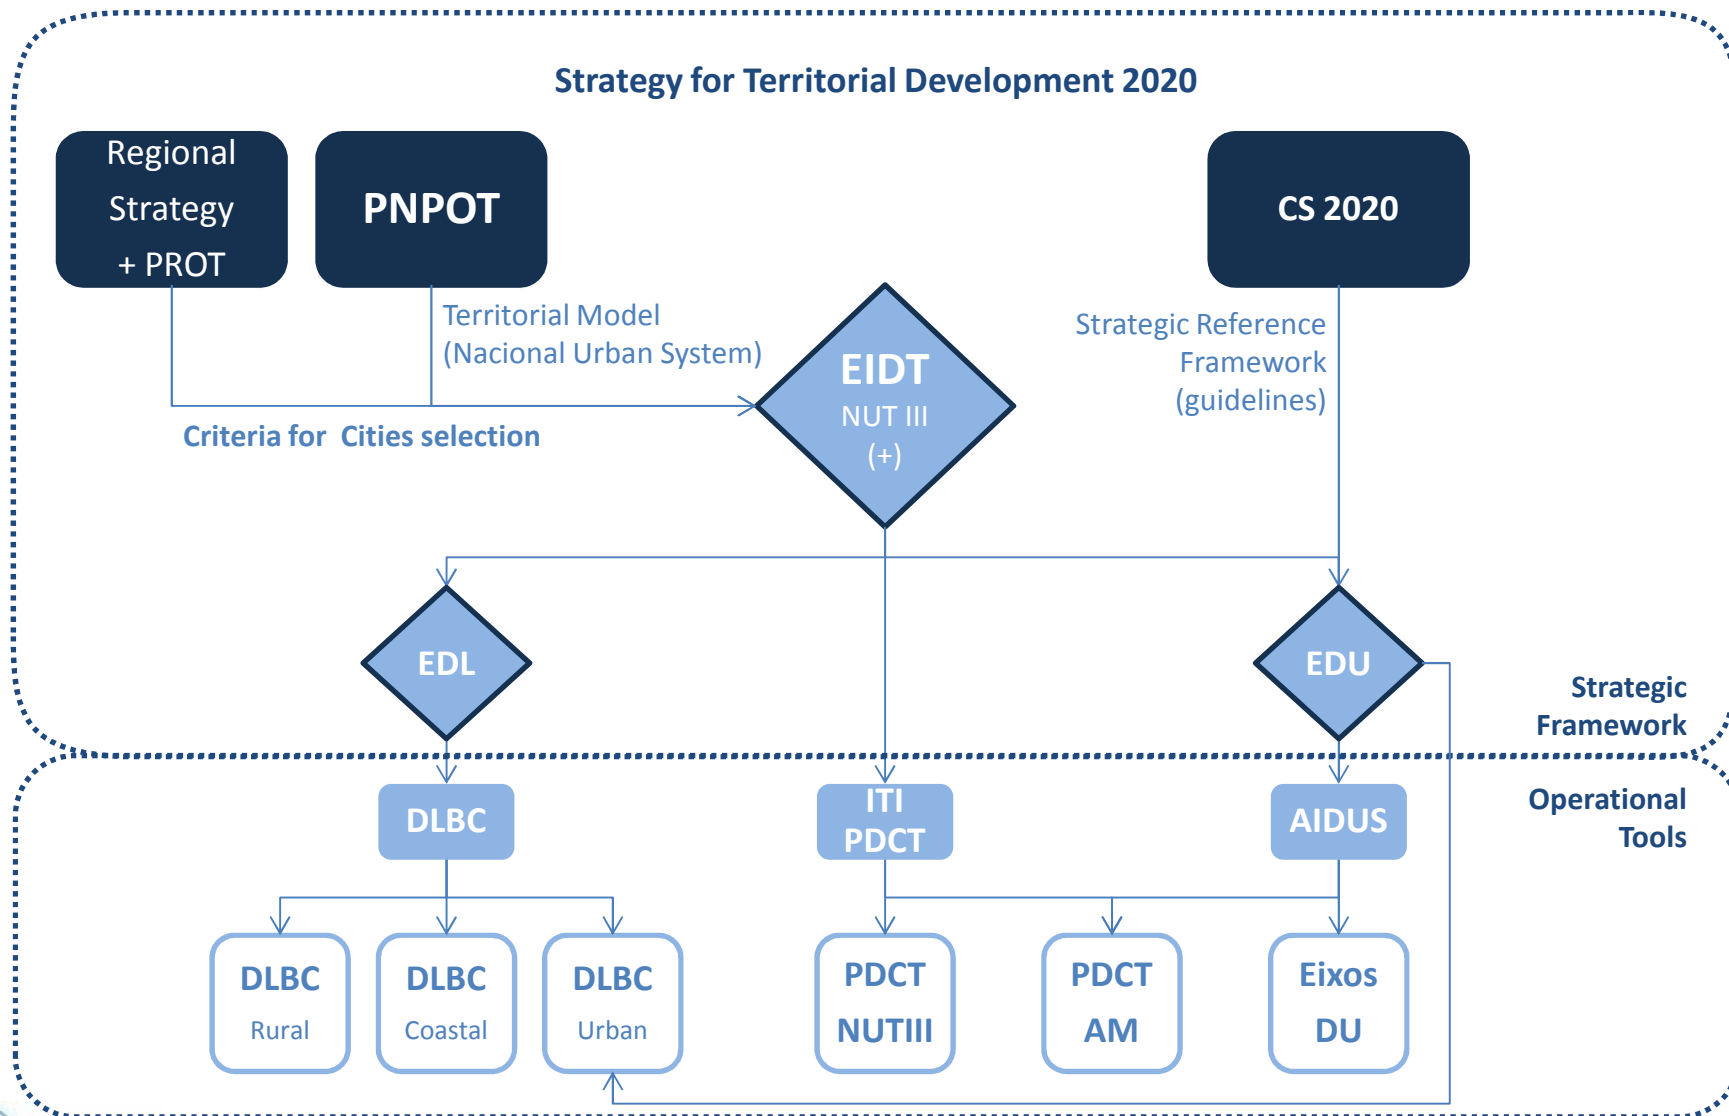 Strategy for Territorial Development 2020
Regional
Strategy
+ PROT
PNPOT
CS 2020
Territorial Model
(Nacional Urban System)
Criteria for Cities selection
EIDT
NUT III
(+)
Strategic Reference
Framework
(guidelines)
EDL
EDU
Strategic
Framework
Operational
Tools
DLBC
ITI
PDCT
AIDUS
DLBC
Rural
DLBC
Coastal
DLBC
Urban
PDCT
NUTIII
PDCT
AM
Eixos
DU